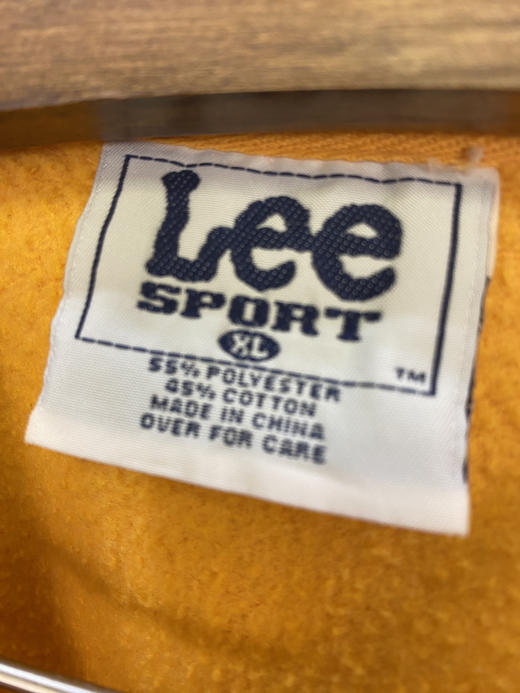 Lee
SPORT
XL
TM
55% POLYESTER
45% COTTON
MADE IN CHINA
OVER FOR CARE